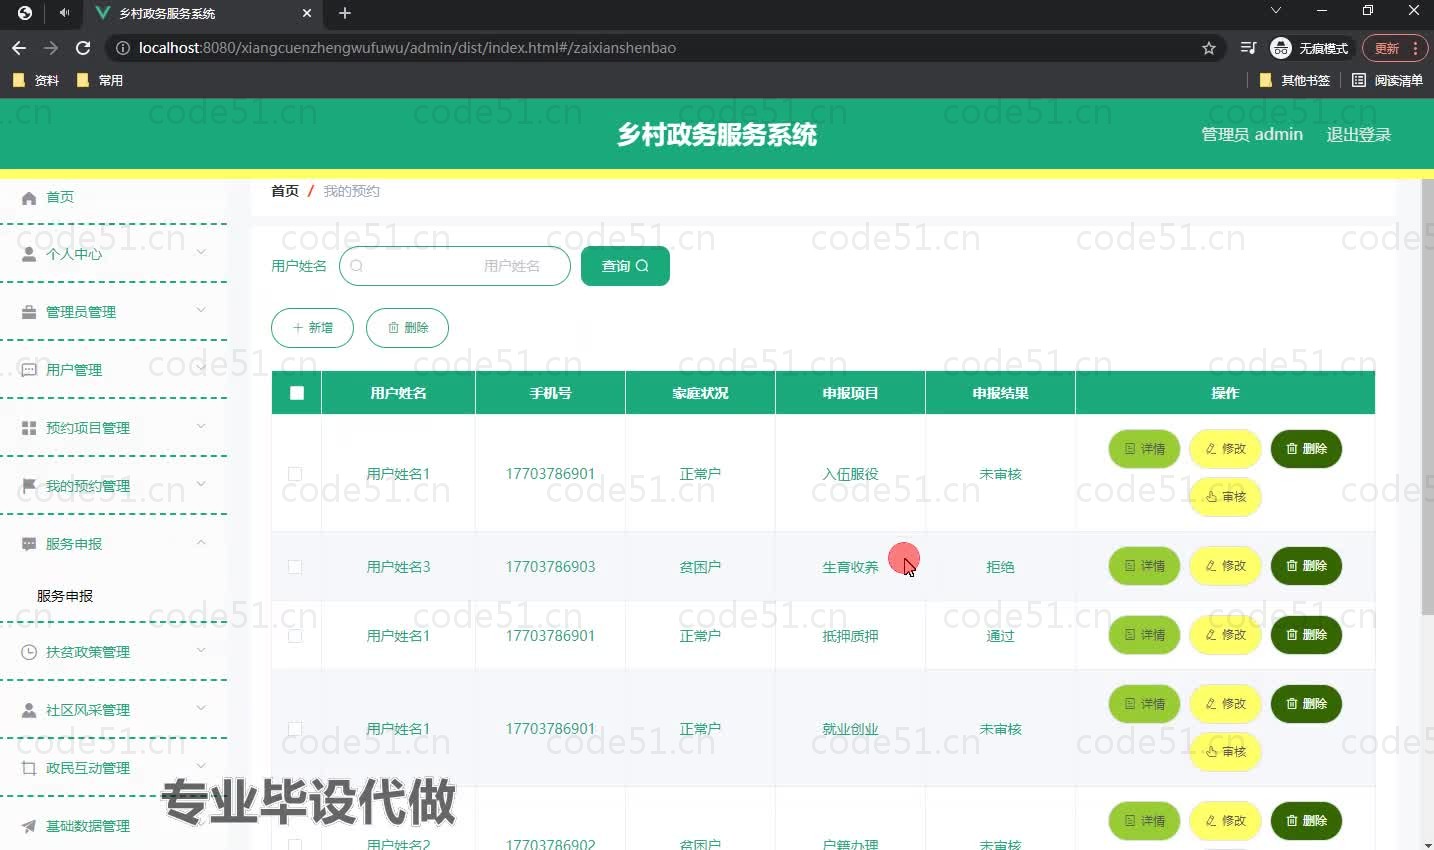 乡村政务服务系统
localhost:8080/xiangcuenzhengwufuwu/admin/dist/index.html#/zaixianshenbao
无痕模式
更新
资料
常用
其他书签
阅读清单
乡村政务服务系统
管理员 admin
退出登录
首页 / 我的预约
首页
个人中心
管理员管理
用户管理
预约项目管理
我的预约管理
服务申报
服务申报
扶贫政策管理
社区风采管理
政民互动管理
基础数据管理
用户姓名 用户姓名 查询
新增 删除
用户姓名 手机号 家庭状况 申报项目 申报结果 操作
用户姓名1 17703786901 正常户 入伍服役 未审核 详情 修改 删除
审核
用户姓名3 17703786903 贫困户 生育收养 拒绝 详情 修改 删除
用户姓名1 17703786901 正常户 抵押质押 通过 详情 修改 删除
用户姓名1 17703786901 正常户 就业创业 未审核 详情 修改 删除
审核
用户姓名2 17703786902 贫困户 户籍办理 未审核 详情 修改 删除
专业毕设代做
code51.cn